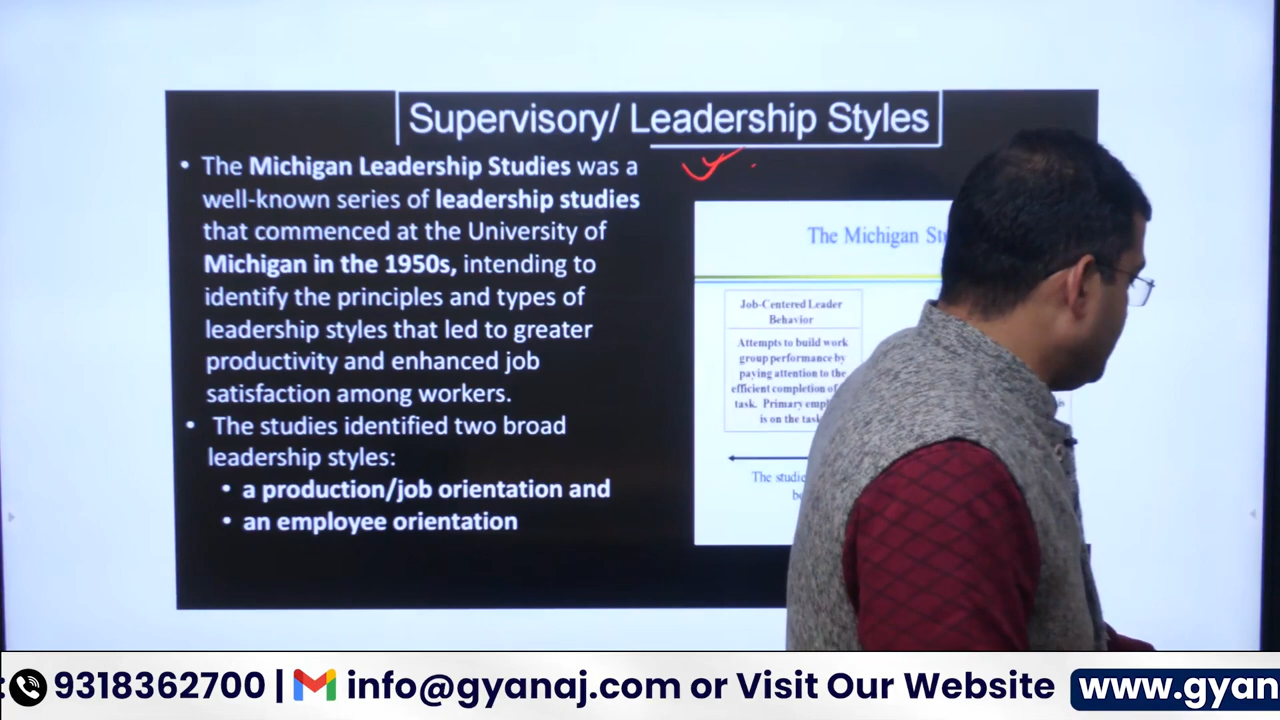 Supervisory/ Leadership Styles
• The Michigan Leadership Studies was a
well-known series of leadership studies
that commenced at the University of
Michigan in the 1950s, intending to
identify the principles and types of
leadership styles that led to greater
productivity and enhanced job
satisfaction among workers.
• The studies identified two broad
leadership styles:
• a production/job orientation and
• an employee orientation
The Michigan
Job-Centered Leader
Behavior
Attempts to build work
group performance by
paying attention to the
efficient completion of
task. Primary
is on the
The
9318362700 | info@gyanaj.com or Visit Our Website www.gyan